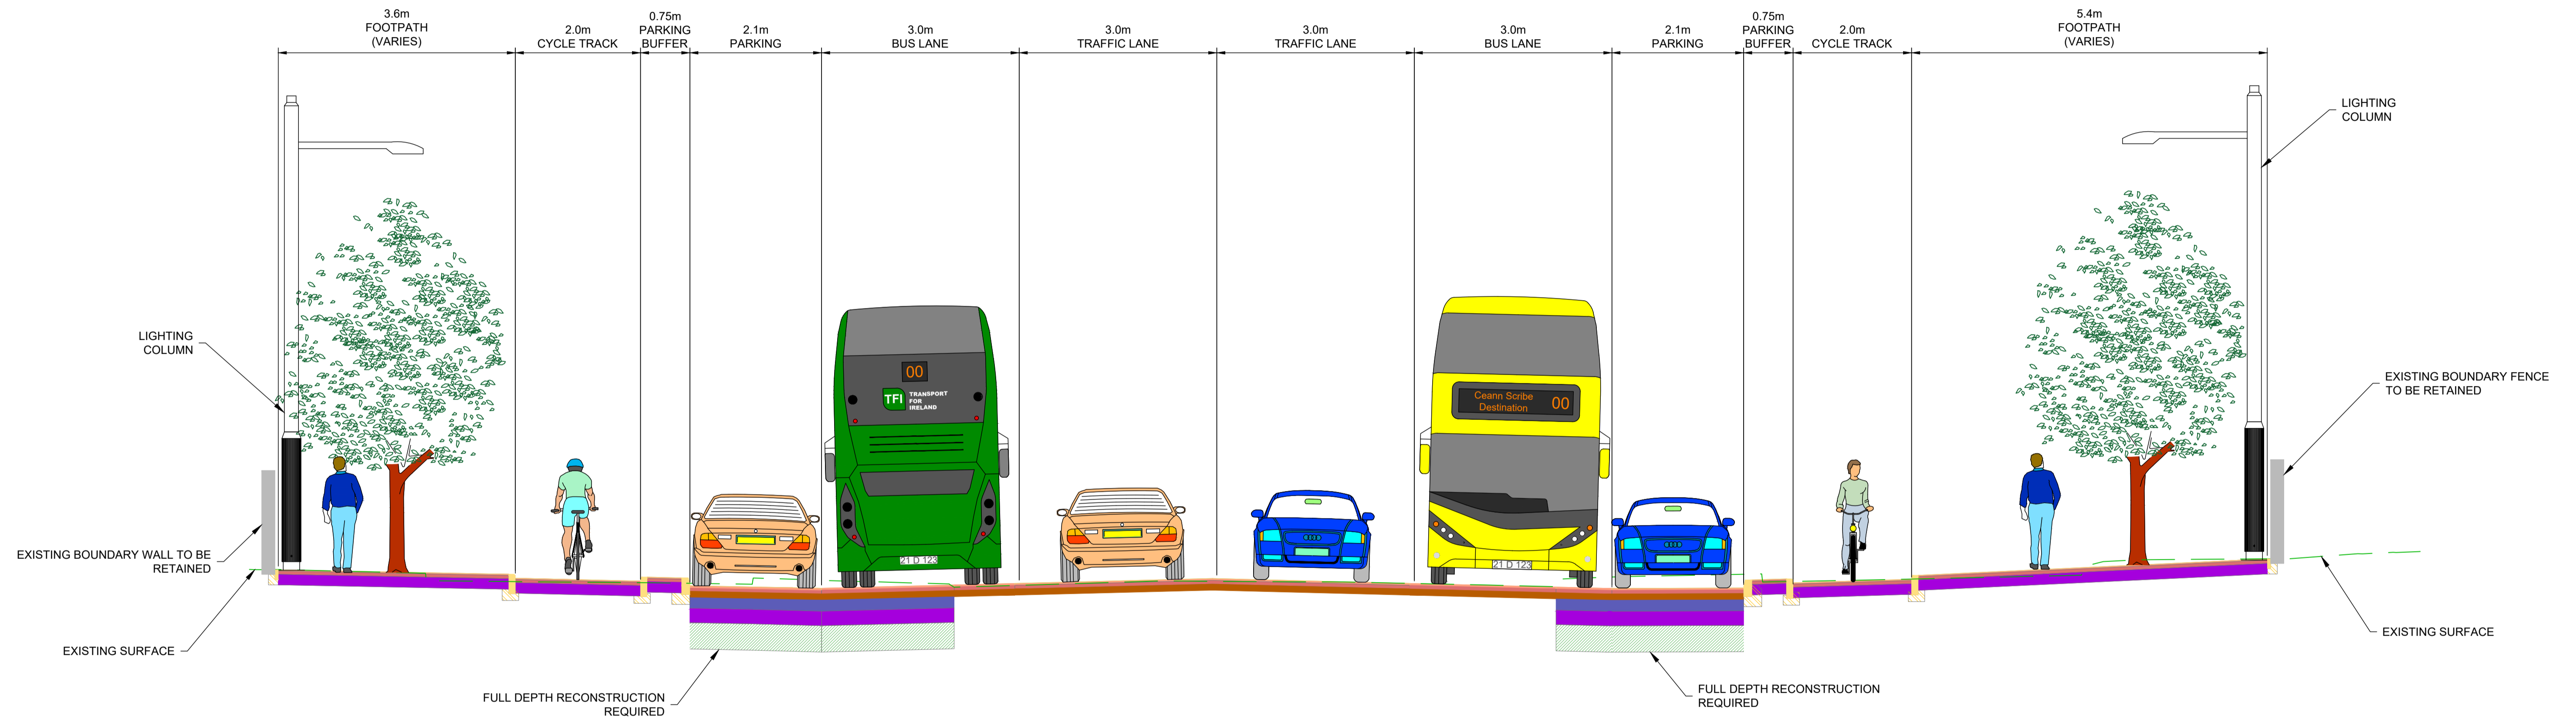 3.6m
FOOTPATH
(VARIES)
2.0m
CYCLE TRACK
0.75m
PARKING
BUFFER
2.1m
PARKING
3.0m
BUS LANE
3.0m
TRAFFIC LANE
3.0m
TRAFFIC LANE
3.0m
BUS LANE
2.1m
PARKING
0.75m
PARKING
BUFFER
2.0m
CYCLE TRACK
5.4m
FOOTPATH
(VARIES)
LIGHTING
COLUMN
LIGHTING
COLUMN
00
TFI
TRANSPORT
FOR
IRELAND
21 D 123
Ceann Scribe
Destination
00
21 D 123
EXISTING BOUNDARY FENCE
TO BE RETAINED
EXISTING BOUNDARY WALL TO BE
RETAINED
EXISTING SURFACE
EXISTING SURFACE
FULL DEPTH RECONSTRUCTION
REQUIRED
FULL DEPTH RECONSTRUCTION
REQUIRED